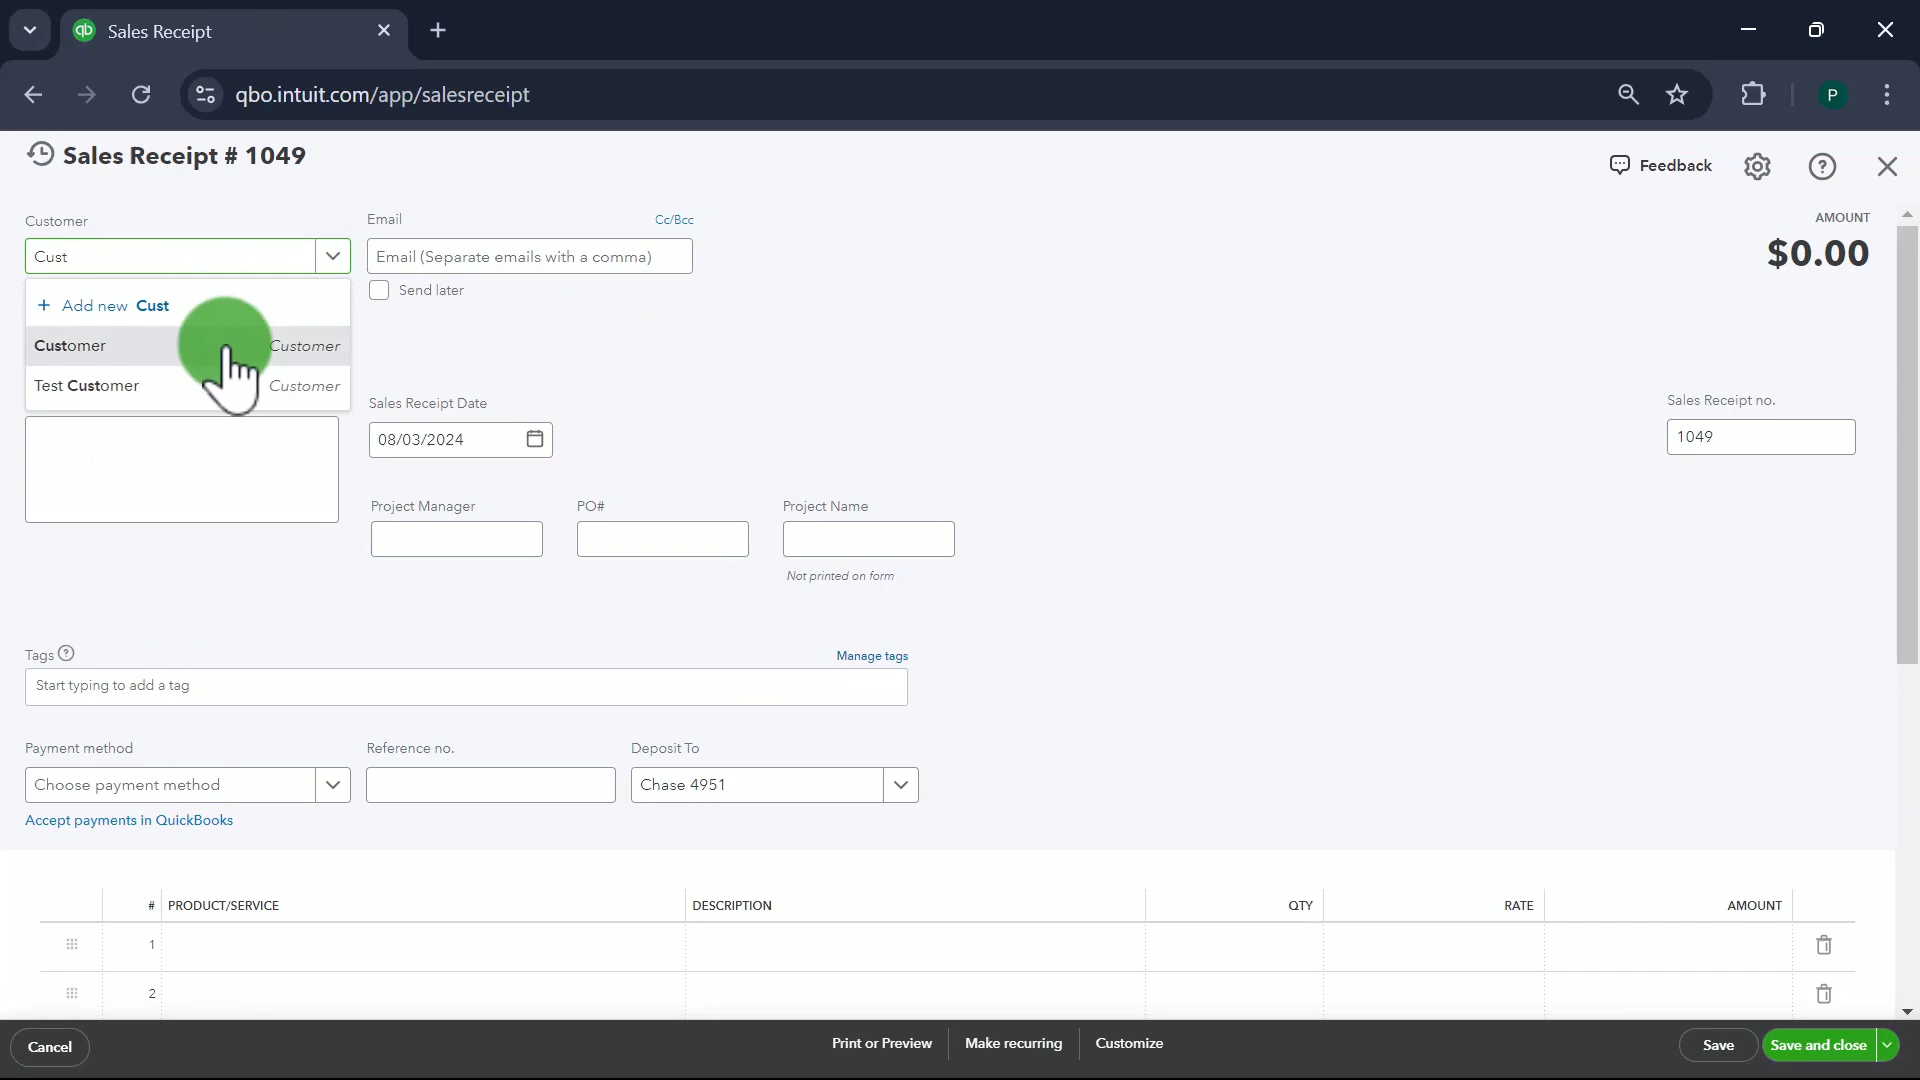 Sales Receipt
qbo.intuit.com/app/salesreceipt
P
Sales Receipt # 1049
Feedback
Customer
Email
Cc/Bcc
AMOUNT
Cust
Email (Separate emails with a comma)
$0.00
Send later
+ Add new Cust
Customer
Customer
Test Customer
Customer
Sales Receipt Date
Sales Receipt no.
08/03/2024
1049
Project Manager
PO#
Project Name
Not printed on form
Tags
Manage tags
Start typing to add a tag
Payment method
Reference no.
Deposit To
Choose payment method
Chase 4951
Accept payments in QuickBooks
# PRODUCT/SERVICE DESCRIPTION QTY RATE AMOUNT
1
2
Cancel
Print or Preview
Make recurring
Customize
Save
Save and close